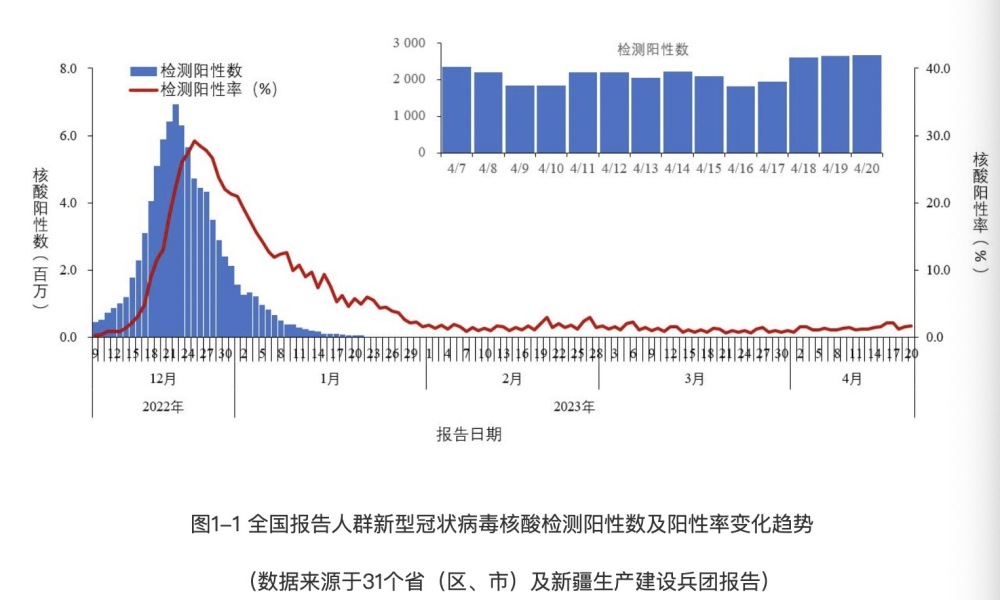 3 000
检测阳性数
2 000
1 000
0
4/7 4/8 4/9 4/10 4/11 4/12 4/13 4/14 4/15 4/16 4/17 4/18 4/19 4/20
检测阳性数
检测阳性率（%）
8.0
6.0
4.0
2.0
0.0
核酸阳性数（百万）
40.0
30.0
20.0
10.0
0.0
核酸阳性率（%）
9 12 15 18 21 24 27 30 2 5 8 11 14 17 20 23 26 29 1 4 7 10 13 16 19 22 25 28 3 6 9 12 15 18 21 24 27 30 2 5 8 11 14 17 20
12月 1月 2月 3月 4月
2022年 2023年
报告日期
图1–1 全国报告人群新型冠状病毒核酸检测阳性数及阳性率变化趋势
（数据来源于31个省（区、市）及新疆生产建设兵团报告）